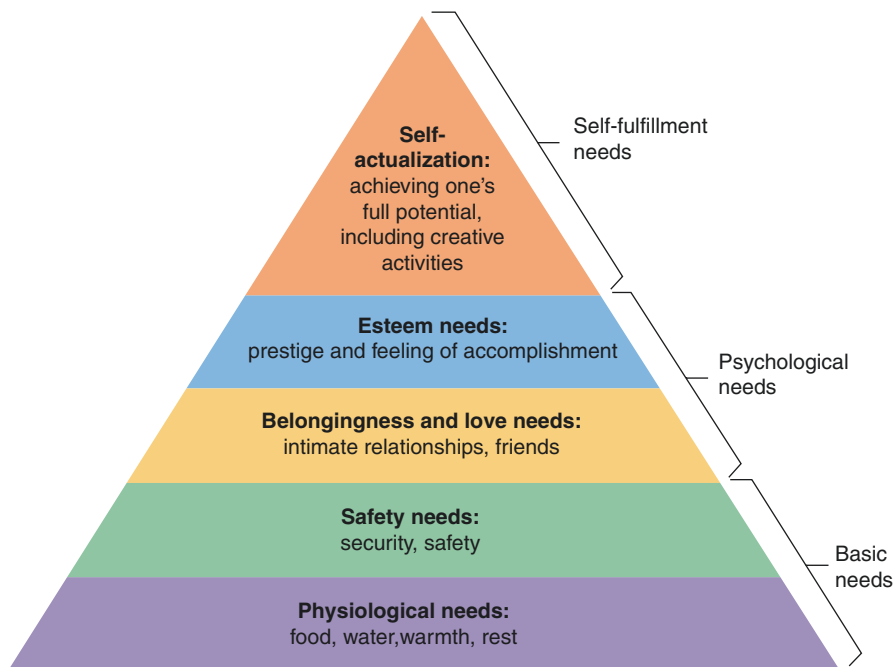 Self-
actualization:
achieving one's
full potential,
including creative
activities
Self-fulfillment
needs
Esteem needs:
prestige and feeling of accomplishment
Psychological
needs
Belongingness and love needs:
intimate relationships, friends
Safety needs:
security, safety
Basic
needs
Physiological needs:
food, water,warmth, rest